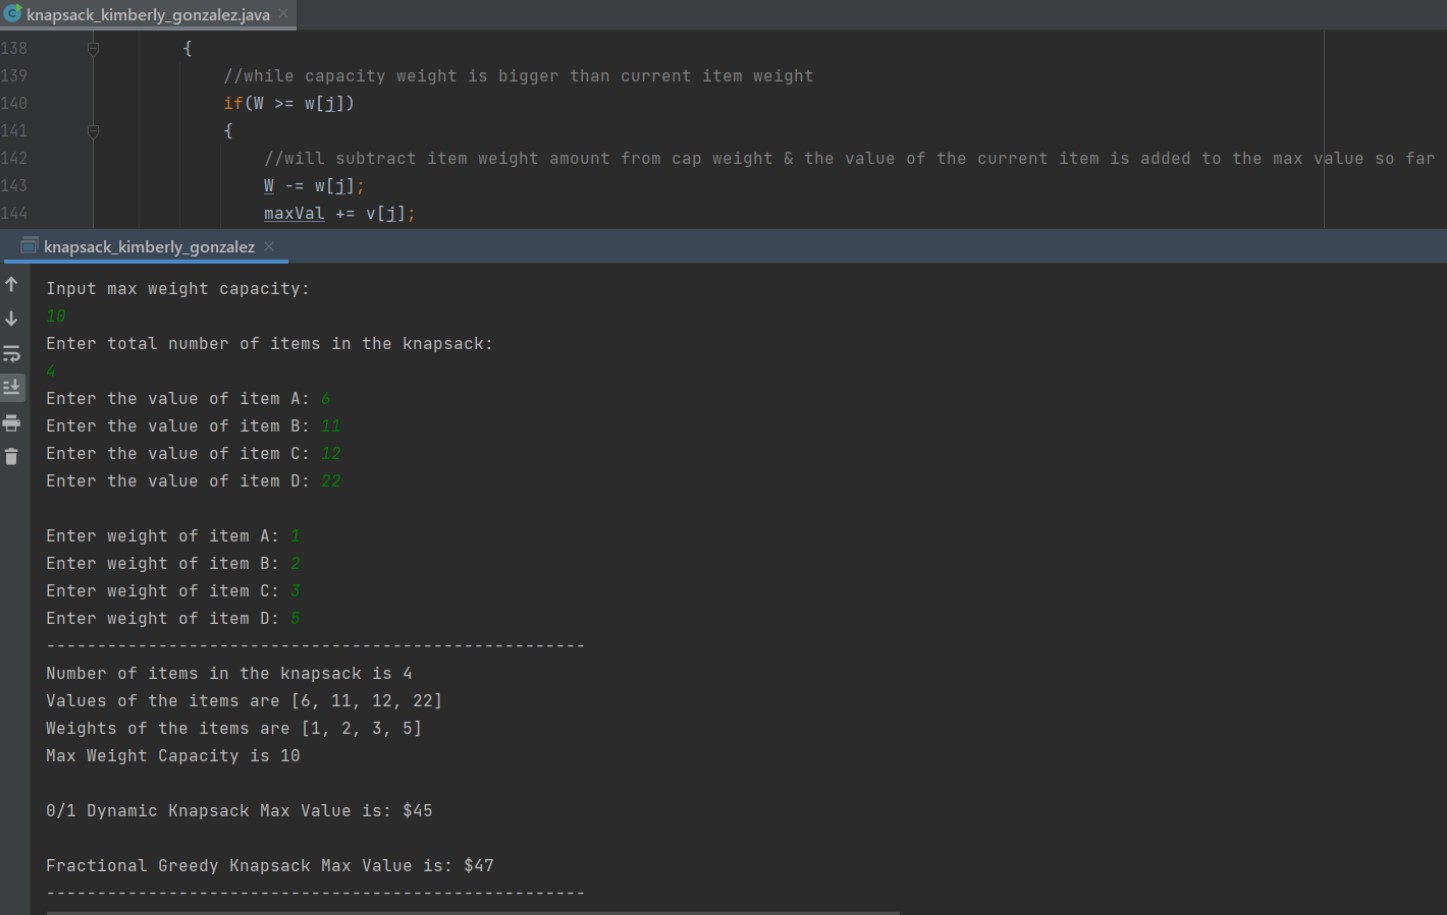 knapsack_kimberly_gonzalez.java
138 {
139 //while capacity weight is bigger than current item weight
140 if(W >= w[j])
141 {
142 //will subtract item weight amount from cap weight & the value of the current item is added to the max value so far
143 W -= w[j];
144 maxVal += v[j];
knapsack_kimberly_gonzalez
Input max weight capacity:
10
Enter total number of items in the knapsack:
4
Enter the value of item A: 6
Enter the value of item B: 11
Enter the value of item C: 12
Enter the value of item D: 22
Enter weight of item A: 1
Enter weight of item B: 2
Enter weight of item C: 3
Enter weight of item D: 5
-----------------------------------------------------
Number of items in the knapsack is 4
Values of the items are [6, 11, 12, 22]
Weights of the items are [1, 2, 3, 5]
Max Weight Capacity is 10
0/1 Dynamic Knapsack Max Value is: $45
Fractional Greedy Knapsack Max Value is: $47
-----------------------------------------------------